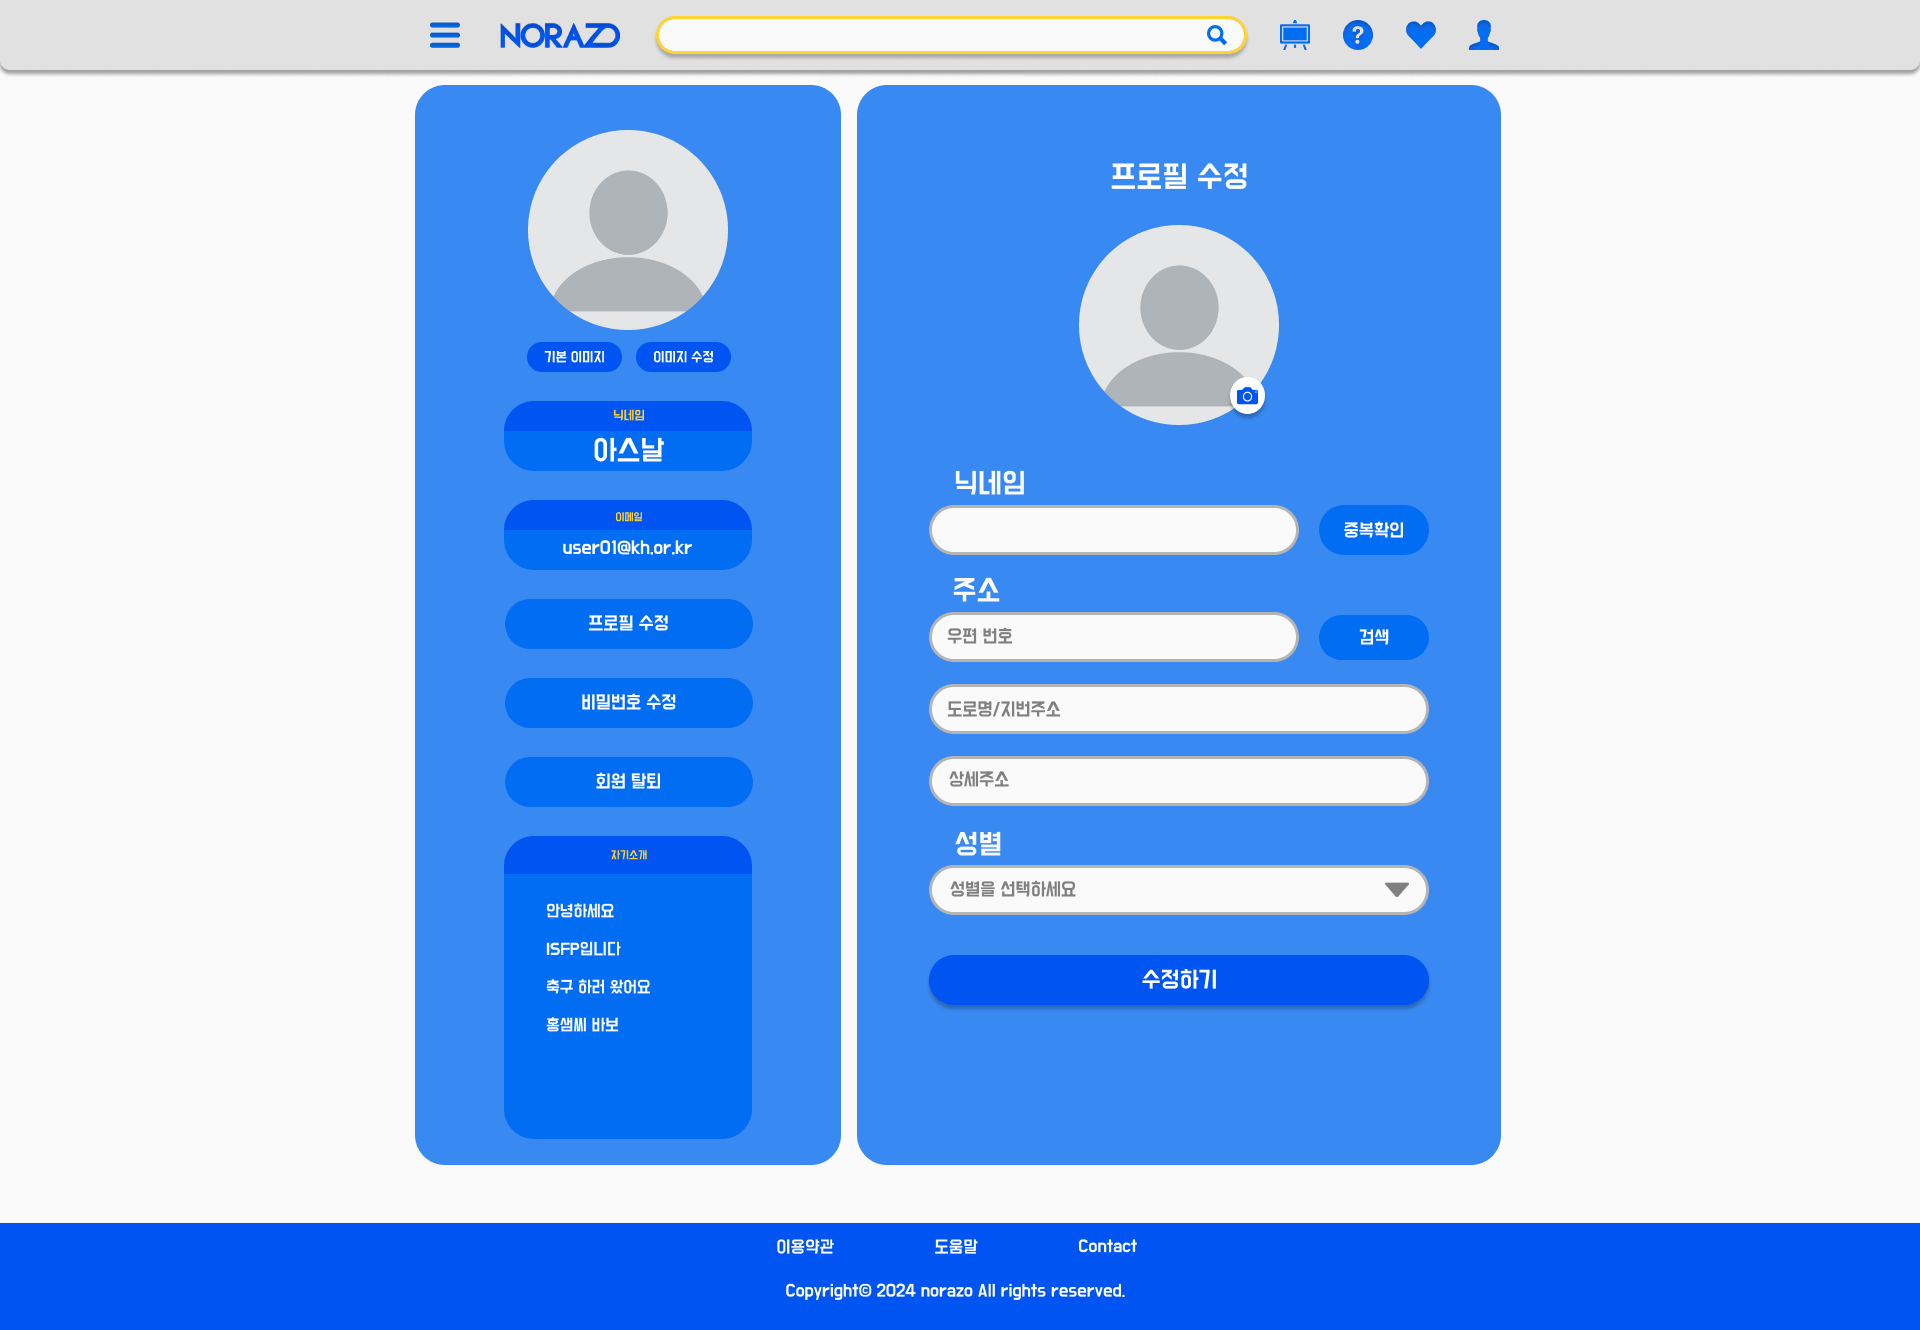 NORAZO
기본 이미지
이미지 수정
닉네임
아스날
이메일
user01@kh.or.kr
프로필 수정
비밀번호 수정
회원 탈퇴
자기소개
안녕하세요
ISFP입니다
축구 하러 왔어요
홍샘씨 바보
프로필 수정
닉네임
중복확인
주소
우편 번호
검색
도로명/지번주소
상세주소
성별
성별을 선택하세요
수정하기
이용약관
도움말
Contact
Copyright© 2024 norazo All rights reserved.